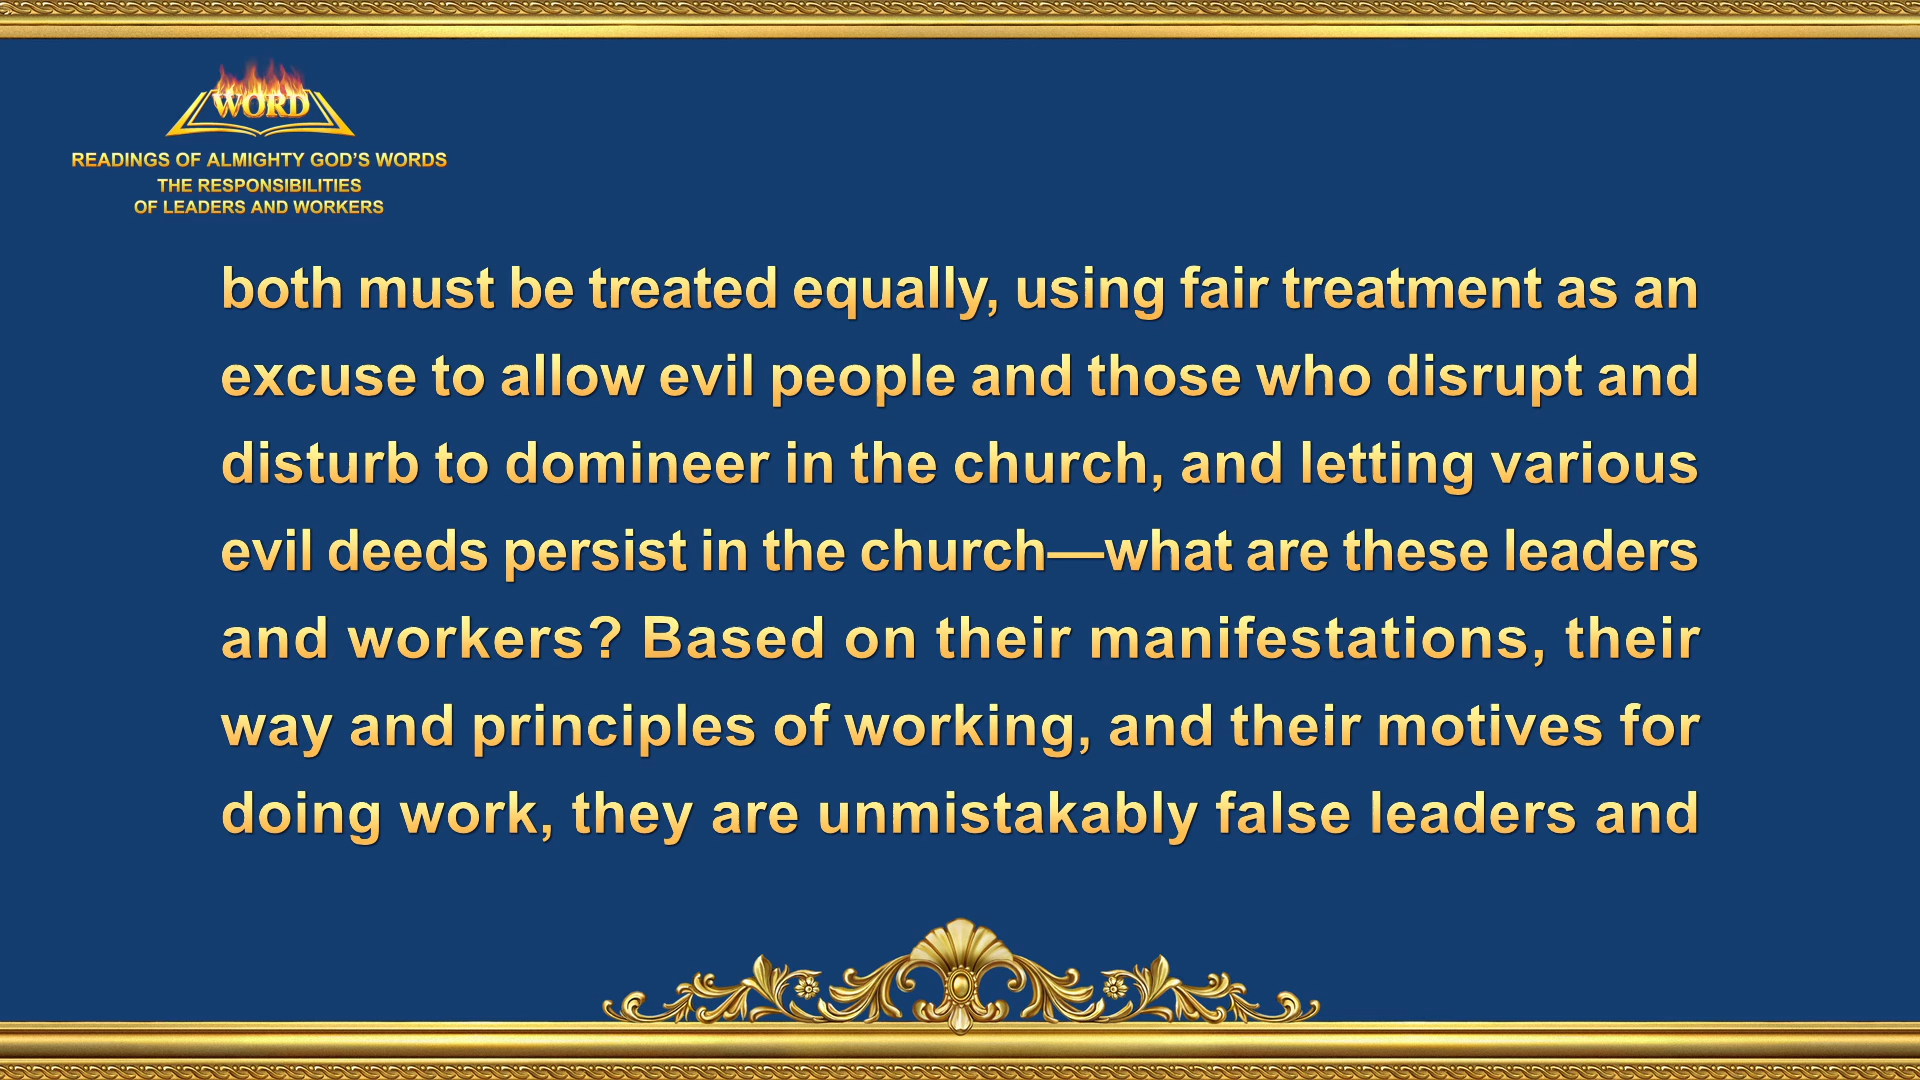 WORD
READINGS OF ALMIGHTY GOD’S WORDS
THE RESPONSIBILITIES
OF LEADERS AND WORKERS
both must be treated equally, using fair treatment as an
excuse to allow evil people and those who disrupt and
disturb to domineer in the church, and letting various
evil deeds persist in the church—what are these leaders
and workers? Based on their manifestations, their
way and principles of working, and their motives for
doing work, they are unmistakably false leaders and